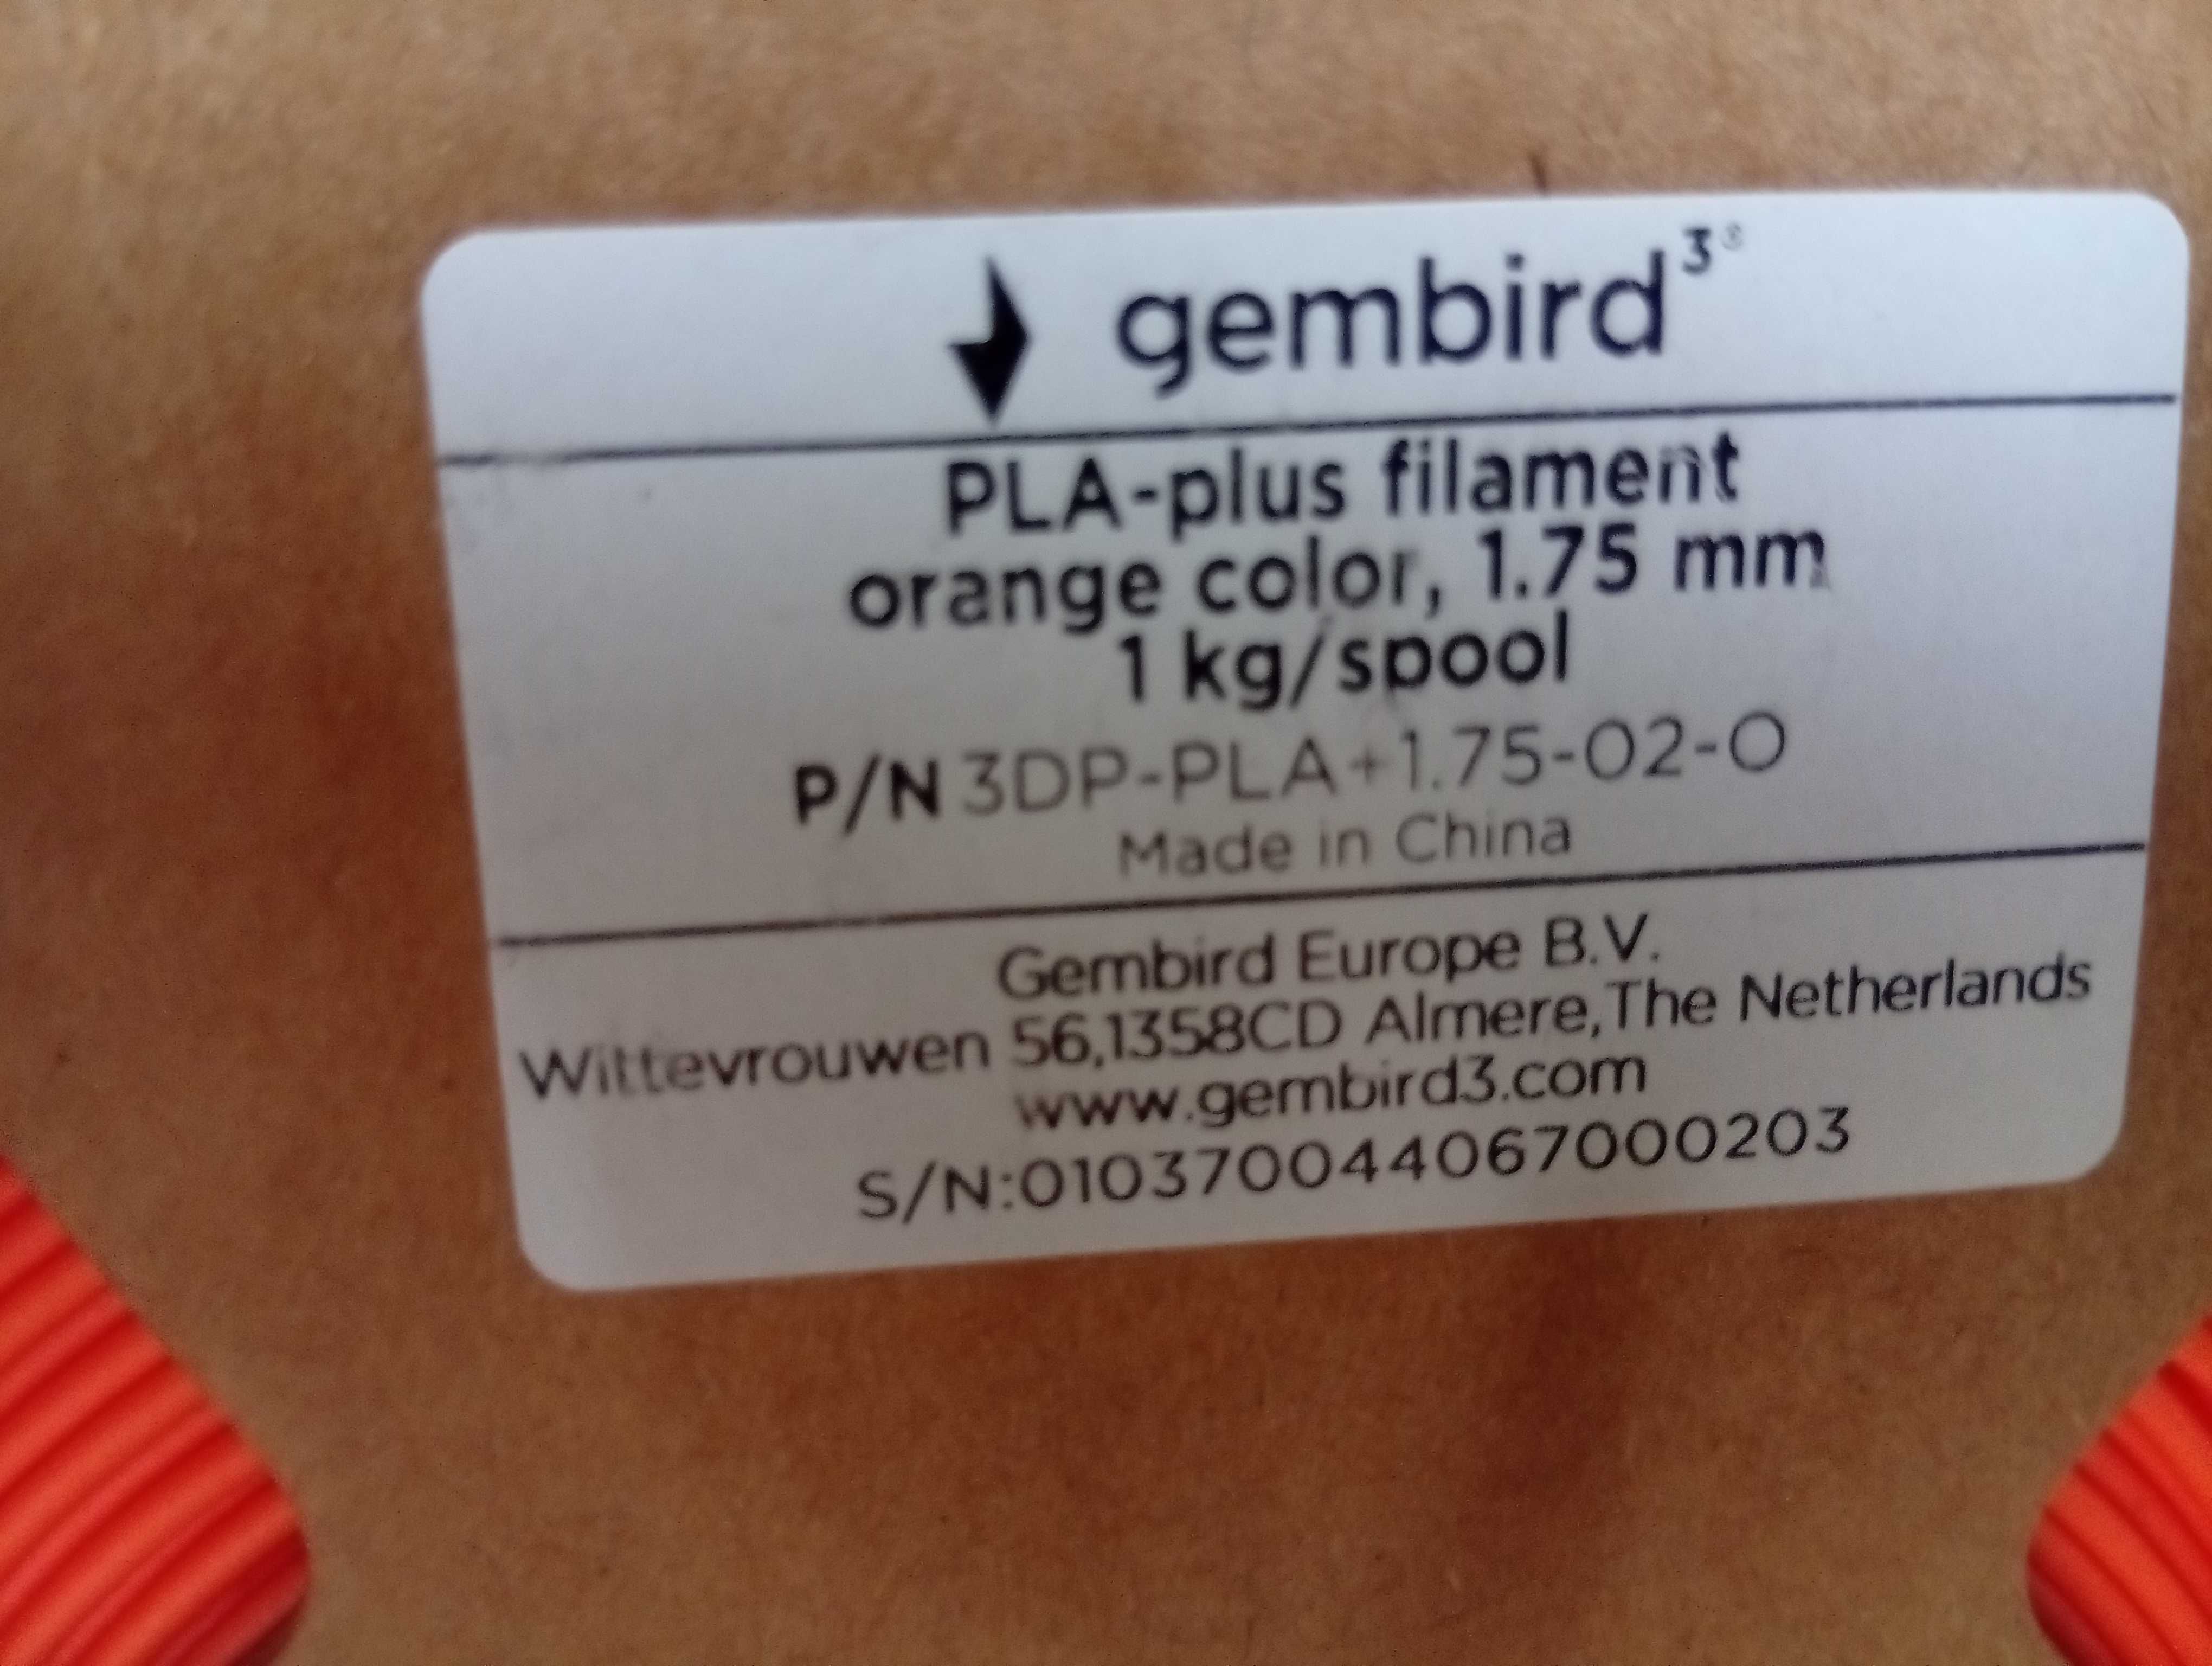 gembird³®
PLA-plus filament
orange color, 1.75 mm
1 kg/spool
P/N 3DP-PLA+1.75-02-O
Made in China
Gembird Europe B.V.
Wittevrouwen 56,1358CD Almere,The Netherlands
www.gembird3.com
S/N:010370044067000203